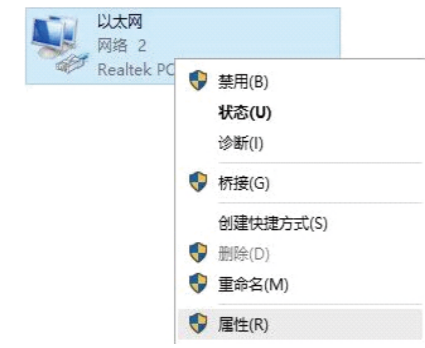 以太网
网络 2
Realtek PC
禁用(B)
状态(U)
诊断(I)
桥接(G)
创建快捷方式(S)
删除(D)
重命名(M)
属性(R)